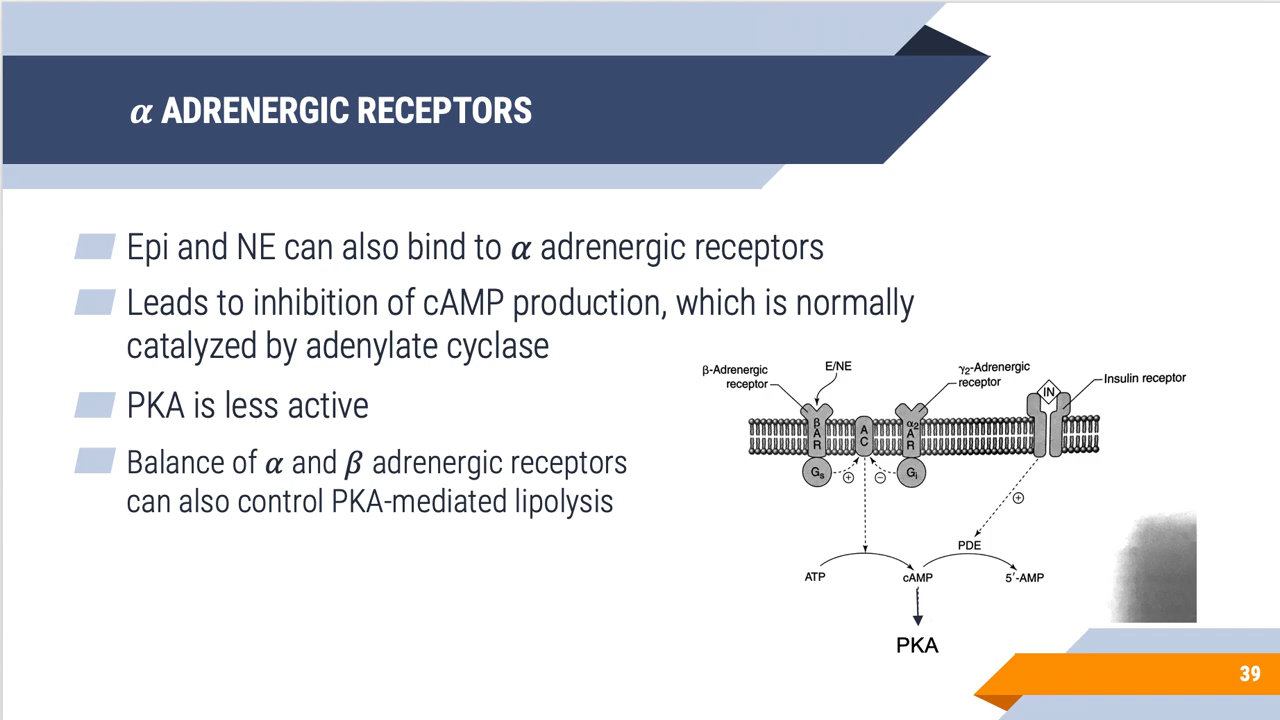 α ADRENERGIC RECEPTORS
Epi and NE can also bind to α adrenergic receptors
Leads to inhibition of cAMP production, which is normally
catalyzed by adenylate cyclase
PKA is less active
Balance of α and β adrenergic receptors
can also control PKA-mediated lipolysis
β-Adrenergic
receptor
E/NE
γ₂-Adrenergic
receptor
IN
Insulin receptor
β
A
R
A
C
α₂
A
R
Gs
+
−
Gi
+
PDE
ATP
cAMP
5′-AMP
PKA
39